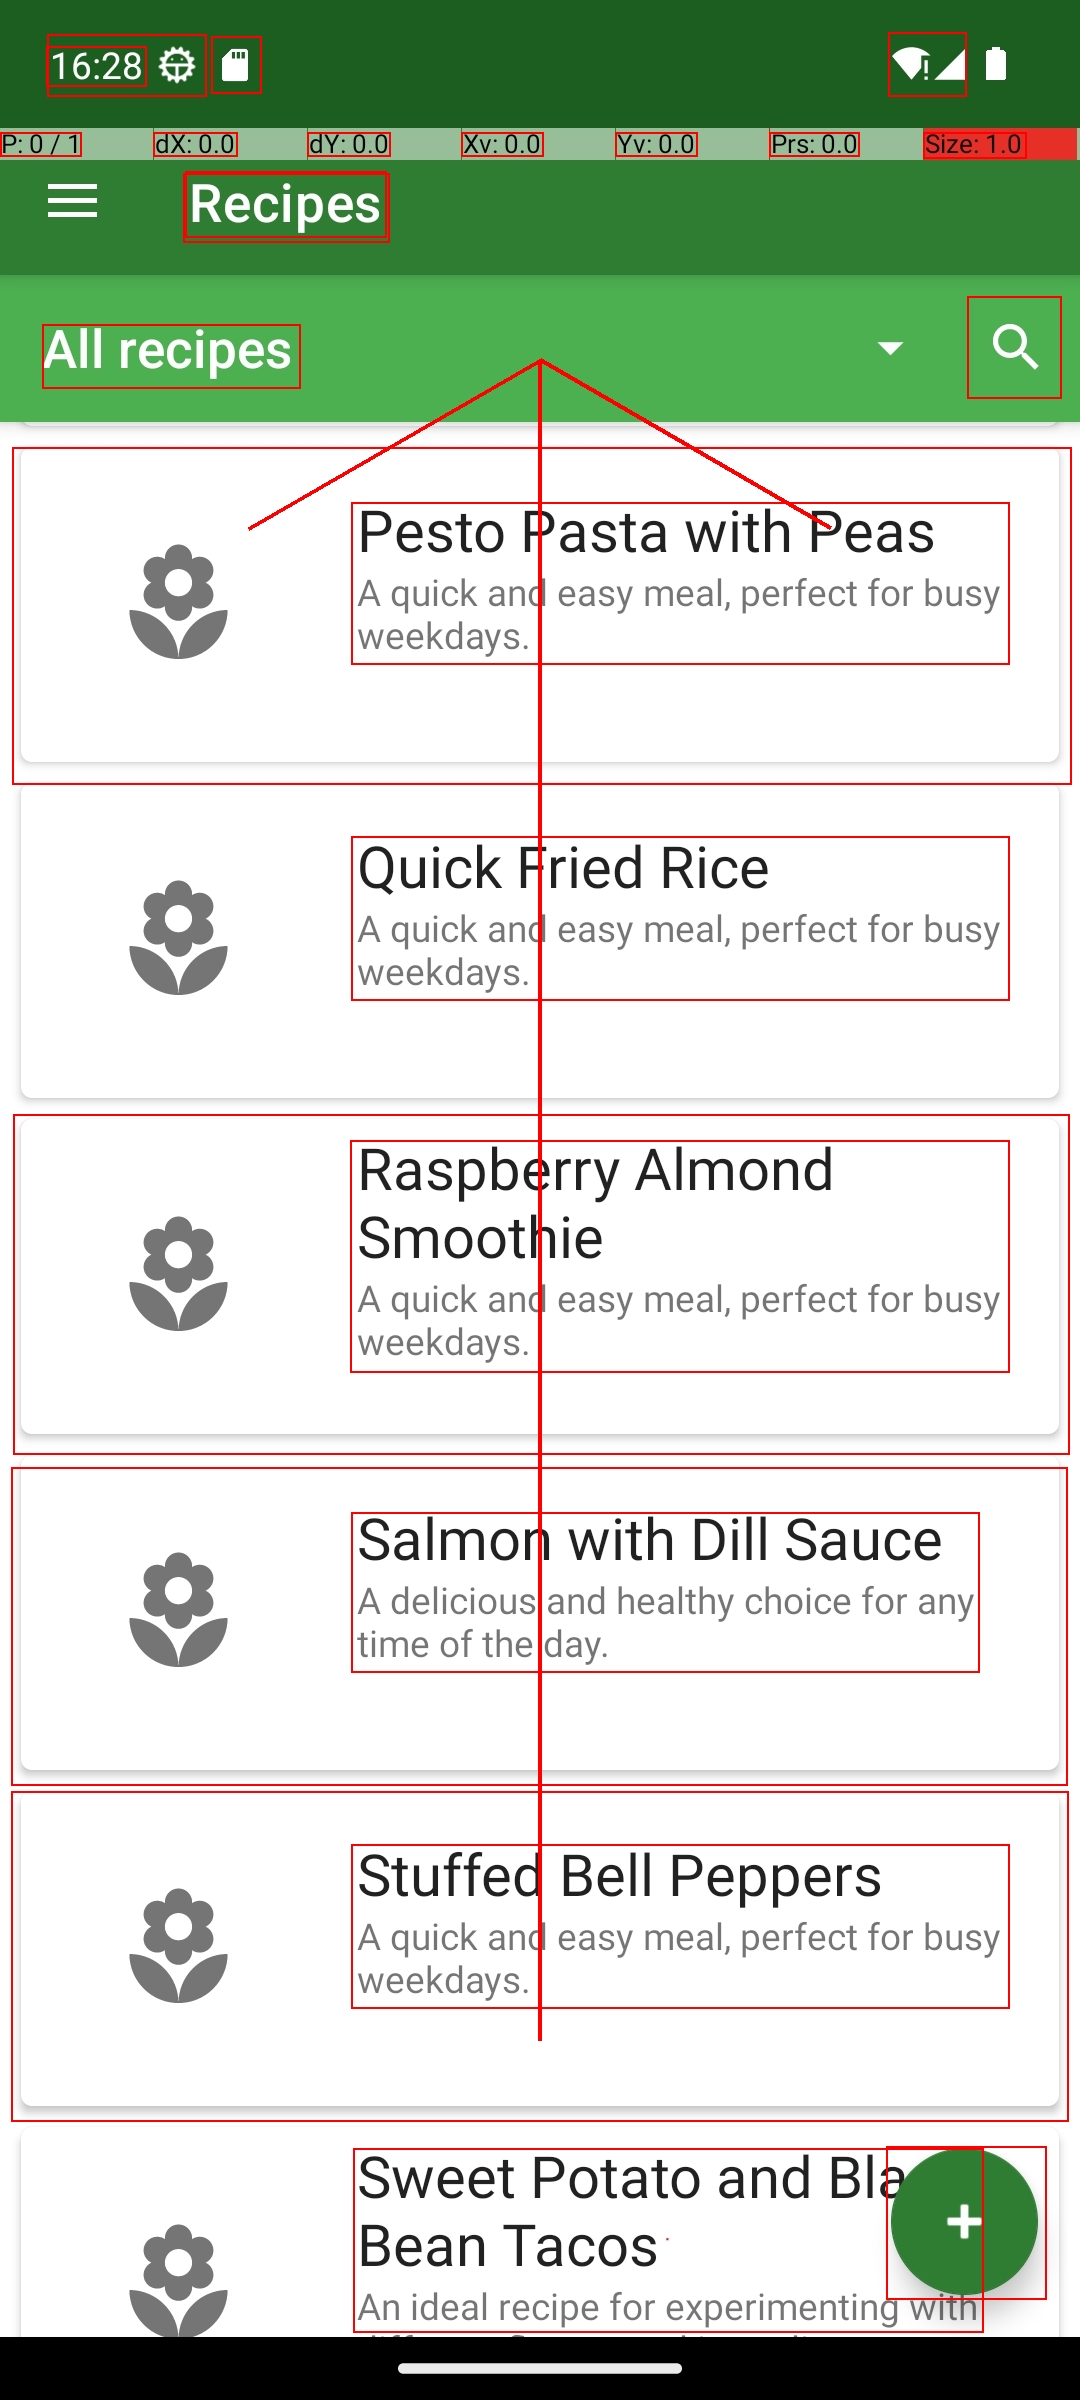 16:28
P: 0 / 1 dX: 0.0 dY: 0.0 Xv: 0.0 Yv: 0.0 Prs: 0.0 Size: 1.0
Recipes
All recipes
Pesto Pasta with Peas
A quick and easy meal, perfect for busy
weekdays.
Quick Fried Rice
A quick and easy meal, perfect for busy
weekdays.
Raspberry Almond
Smoothie
A quick and easy meal, perfect for busy
weekdays.
Salmon with Dill Sauce
A delicious and healthy choice for any
time of the day.
Stuffed Bell Peppers
A quick and easy meal, perfect for busy
weekdays.
Sweet Potato and Bla
Bean Tacos
An ideal recipe for experimenting with